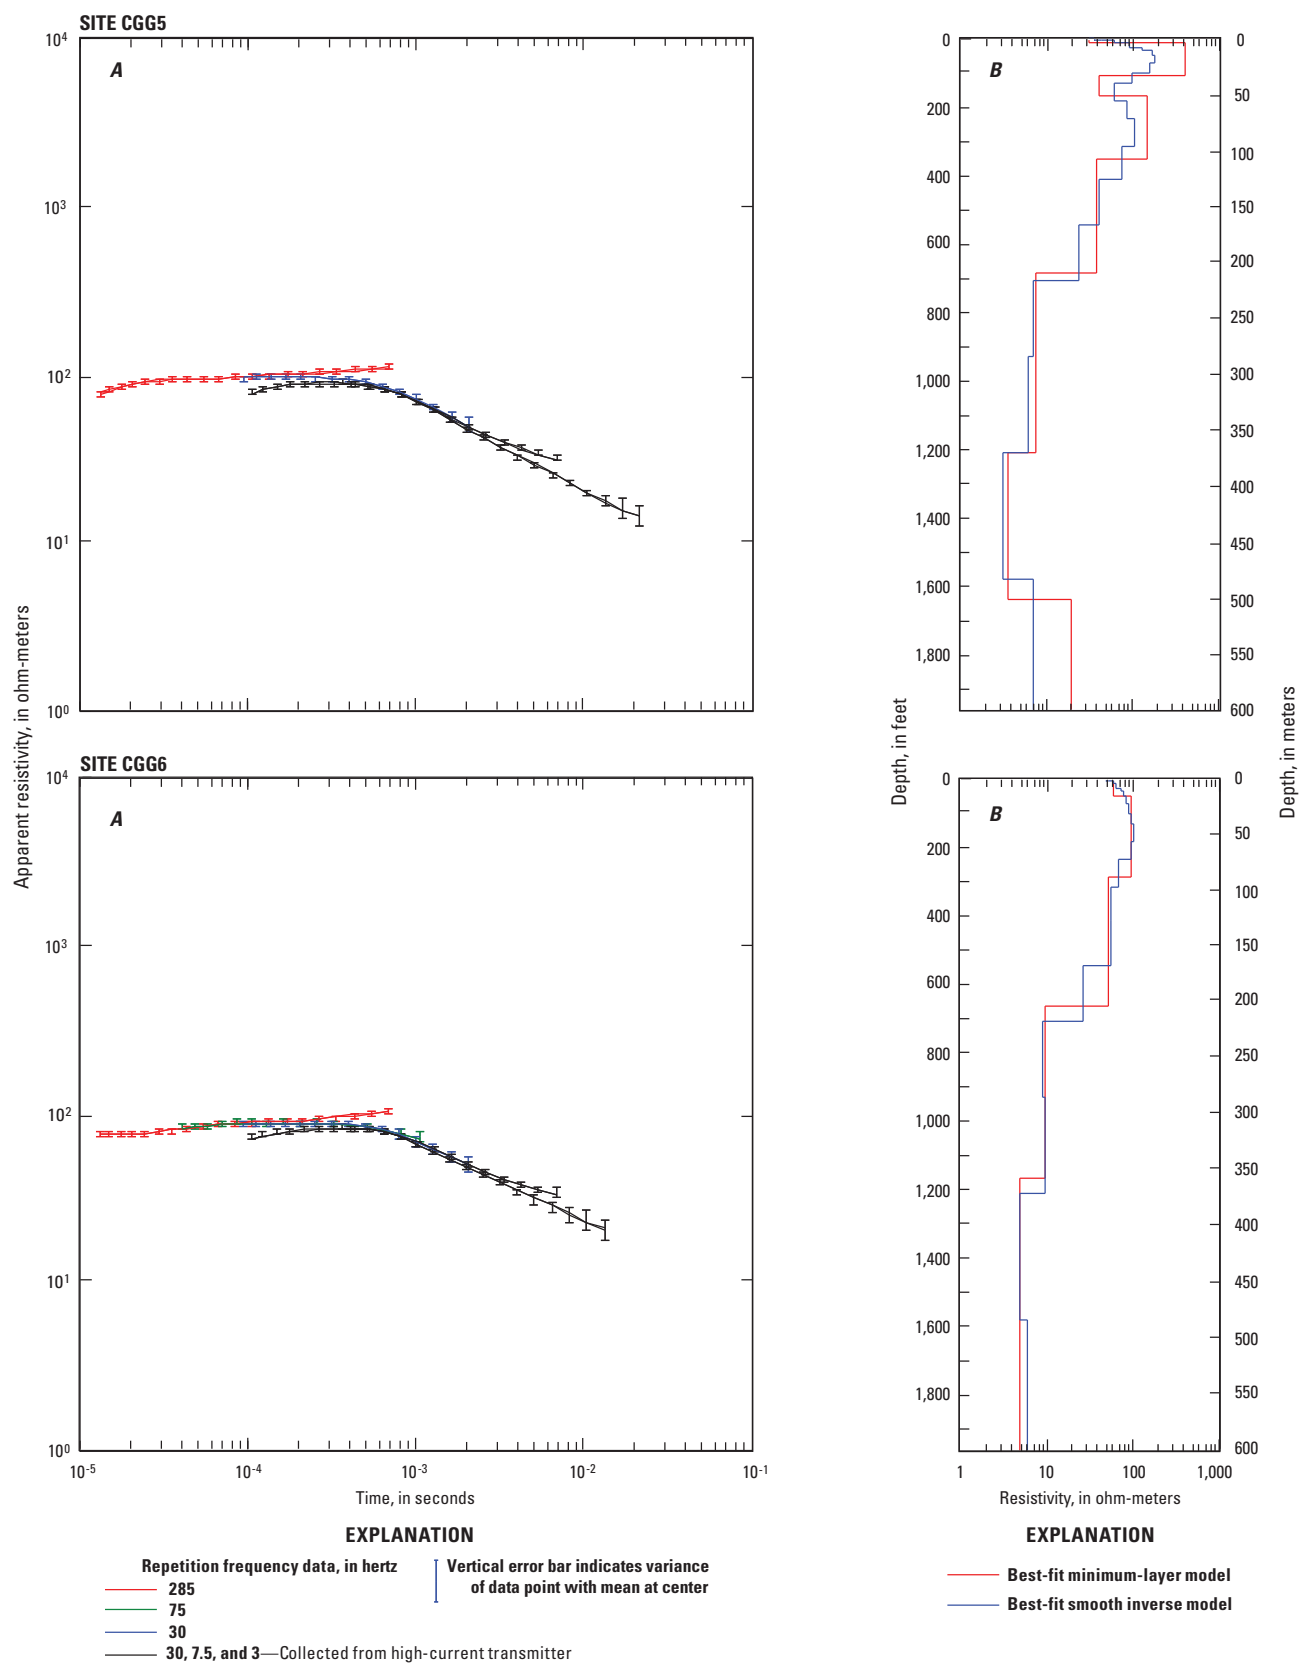 SITE CGG5
A
10⁴
10³
10²
10¹
10⁰
B
0
200
400
600
800
1,000
1,200
1,400
1,600
1,800
0
50
100
150
200
250
300
350
400
450
500
550
600
Apparent resistivity, in ohm-meters
Depth, in feet
Depth, in meters
SITE CGG6
A
10⁴
10³
10²
10¹
10⁰
10⁻⁵ 10⁻⁴ 10⁻³ 10⁻² 10⁻¹
Time, in seconds
B
0
200
400
600
800
1,000
1,200
1,400
1,600
1,800
0
50
100
150
200
250
300
350
400
450
500
550
600
1 10 100 1,000
Resistivity, in ohm-meters
EXPLANATION
Repetition frequency data, in hertz
285
75
30
30, 7.5, and 3—Collected from high-current transmitter
Vertical error bar indicates variance
of data point with mean at center
EXPLANATION
Best-fit minimum-layer model
Best-fit smooth inverse model